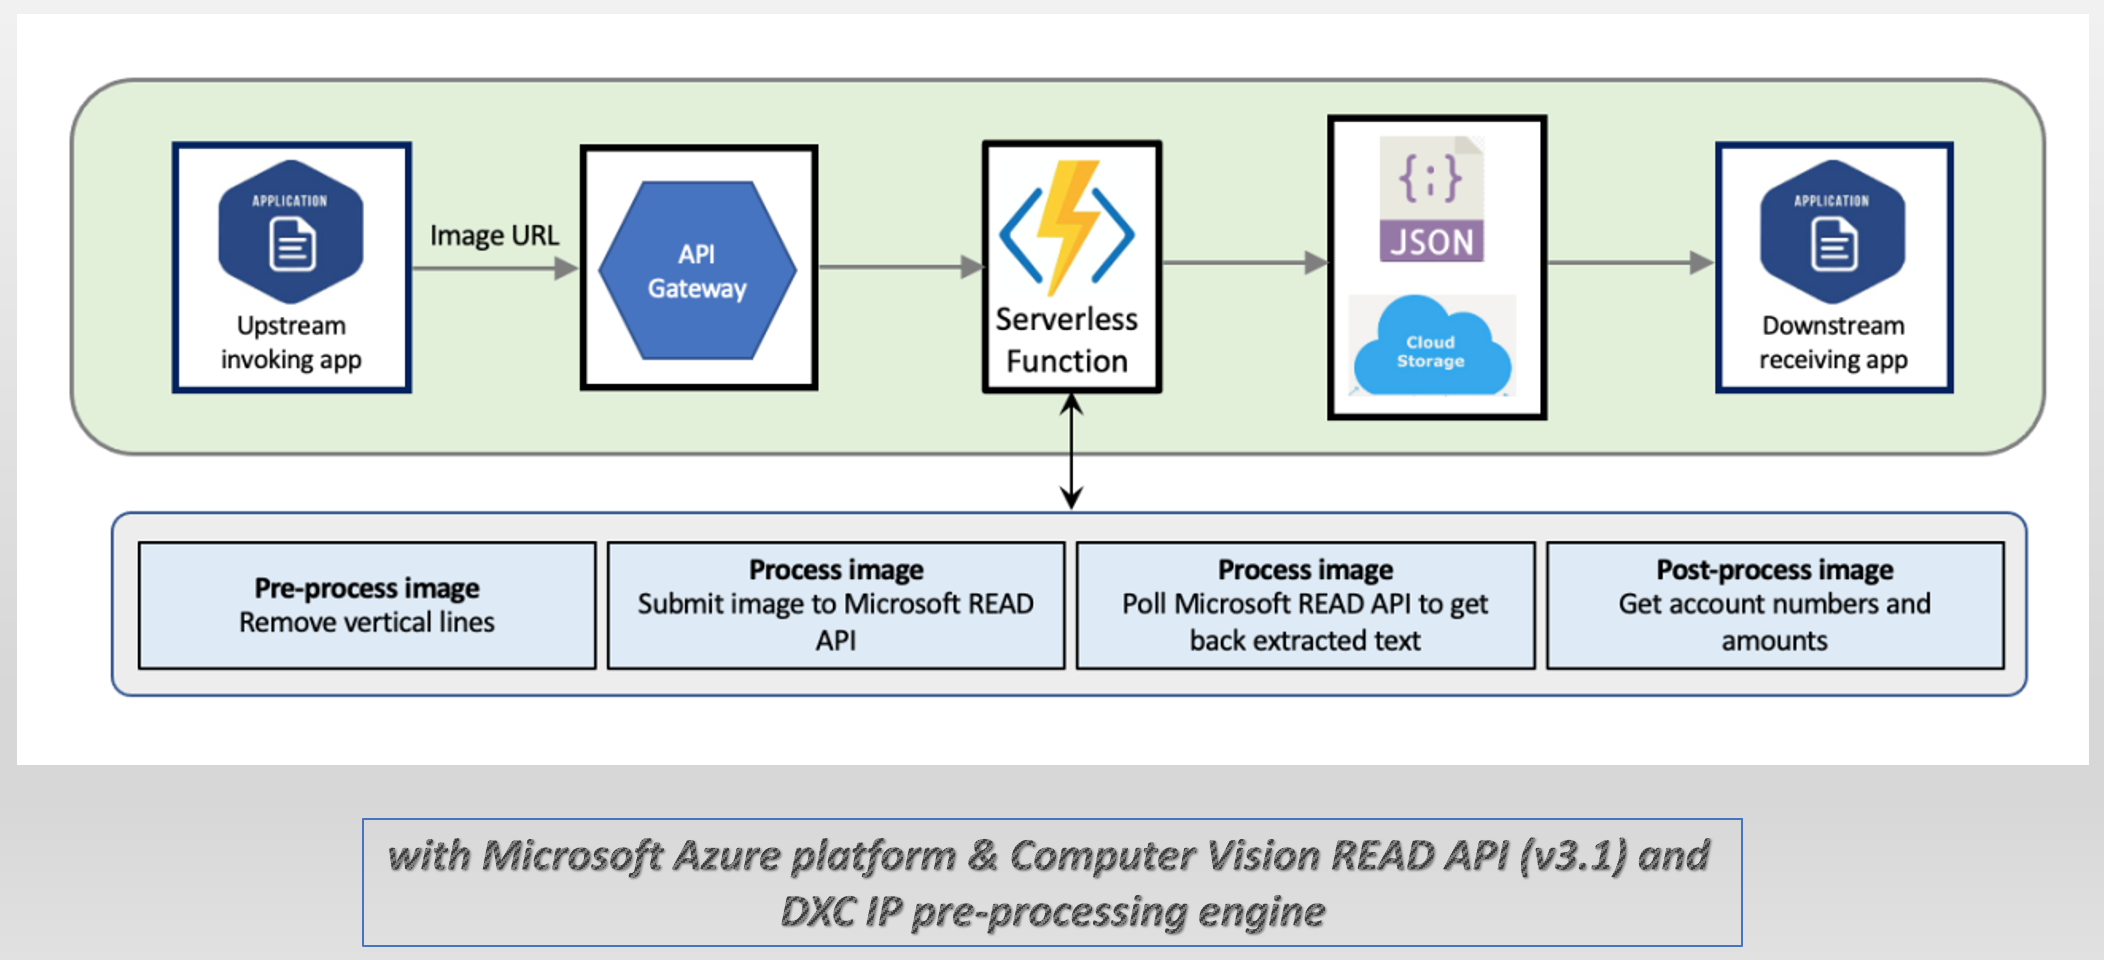 APPLICATION
Upstream
invoking app
Image URL
API
Gateway
Serverless
Function
{;}
JSON
Cloud
Storage
APPLICATION
Downstream
receiving app
Pre-process image
Remove vertical lines
Process image
Submit image to Microsoft READ
API
Process image
Poll Microsoft READ API to get
back extracted text
Post-process image
Get account numbers and
amounts
with Microsoft Azure platform & Computer Vision READ API (v3.1) and
DXC IP pre-processing engine